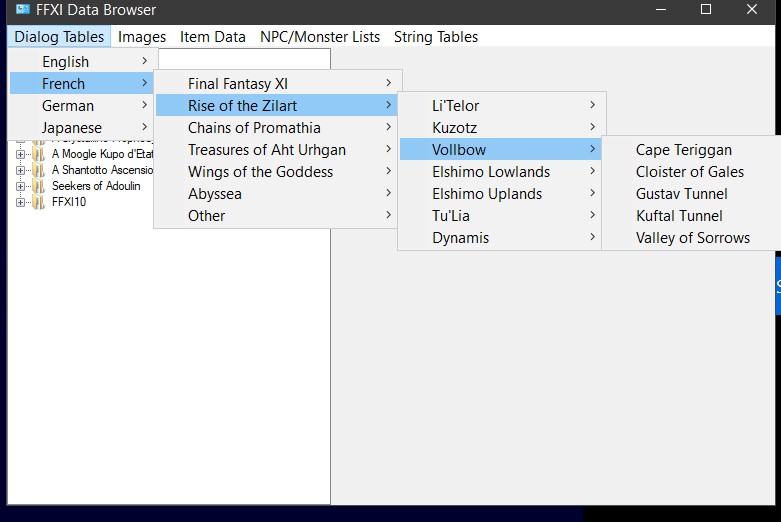 FFXI Data Browser
Dialog Tables Images Item Data NPC/Monster Lists String Tables
English
French
German
Japanese
Final Fantasy XI
Rise of the Zilart
Chains of Promathia
Treasures of Aht Urhgan
Wings of the Goddess
Abyssea
Other
Li'Telor
Kuzotz
Vollbow
Elshimo Lowlands
Elshimo Uplands
Tu'Lia
Dynamis
Cape Teriggan
Cloister of Gales
Gustav Tunnel
Kuftal Tunnel
Valley of Sorrows
A Moogle Kupo d'Etat
A Shantotto Ascensio
Seekers of Adoulin
FFXI10